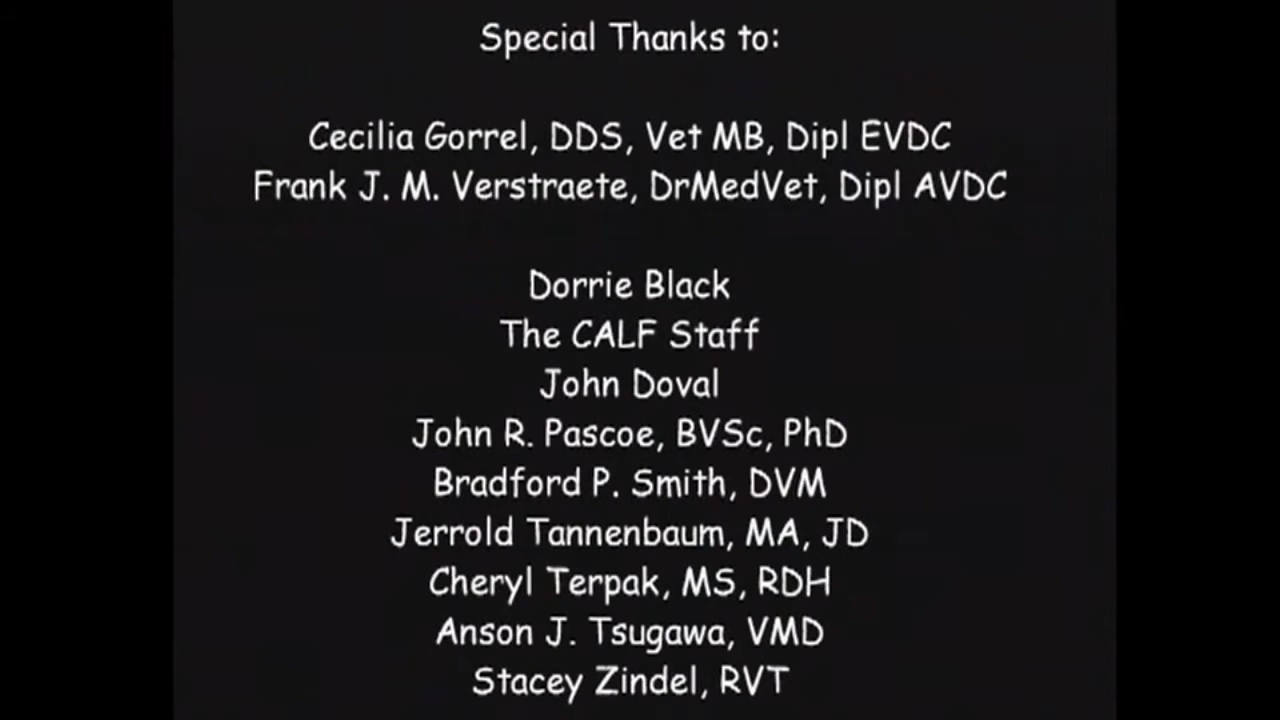 Special Thanks to:
Cecilia Gorrel, DDS, Vet MB, Dipl EVDC
Frank J. M. Verstraete, DrMedVet, Dipl AVDC
Dorrie Black
The CALF Staff
John Doval
John R. Pascoe, BVSc, PhD
Bradford P. Smith, DVM
Jerrold Tannenbaum, MA, JD
Cheryl Terpak, MS, RDH
Anson J. Tsugawa, VMD
Stacey Zindel, RVT